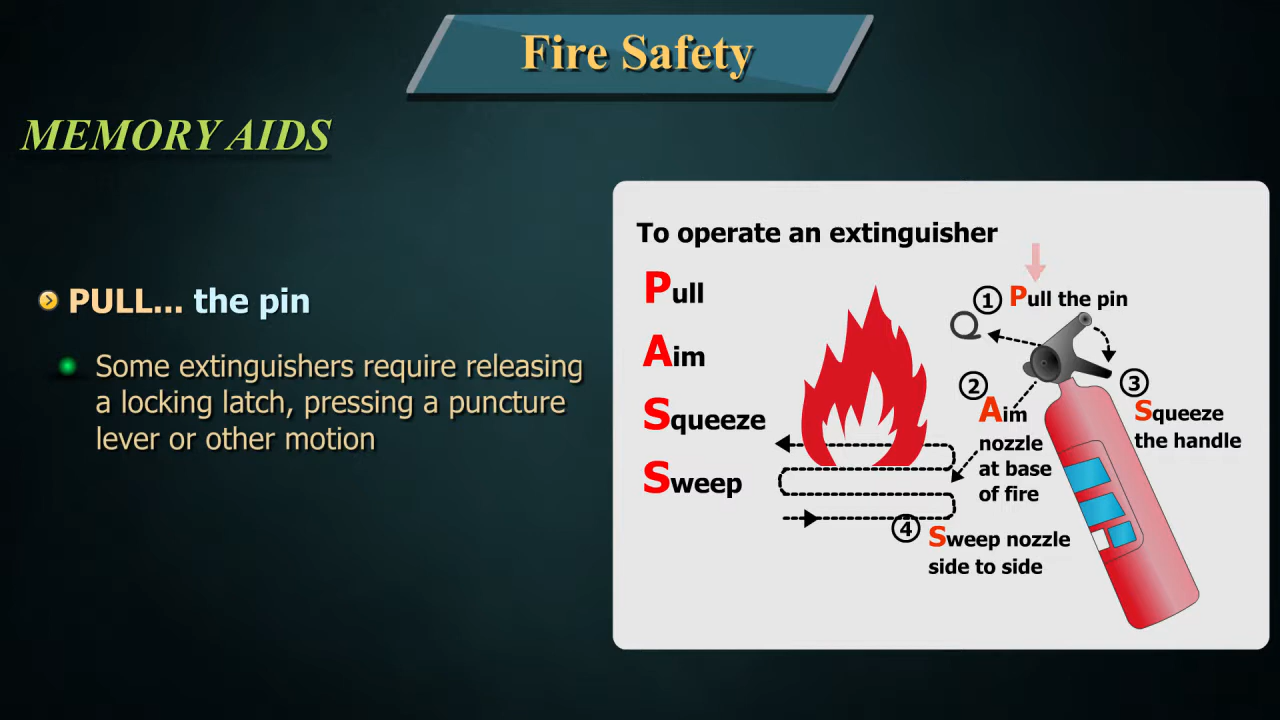 Fire Safety
MEMORY AIDS
PULL... the pin
Some extinguishers require releasing
a locking latch, pressing a puncture
lever or other motion
To operate an extinguisher
Pull
Aim
Squeeze
Sweep
1 Pull the pin
2
Aim
nozzle
at base
of fire
3
Squeeze
the handle
4
Sweep nozzle
side to side